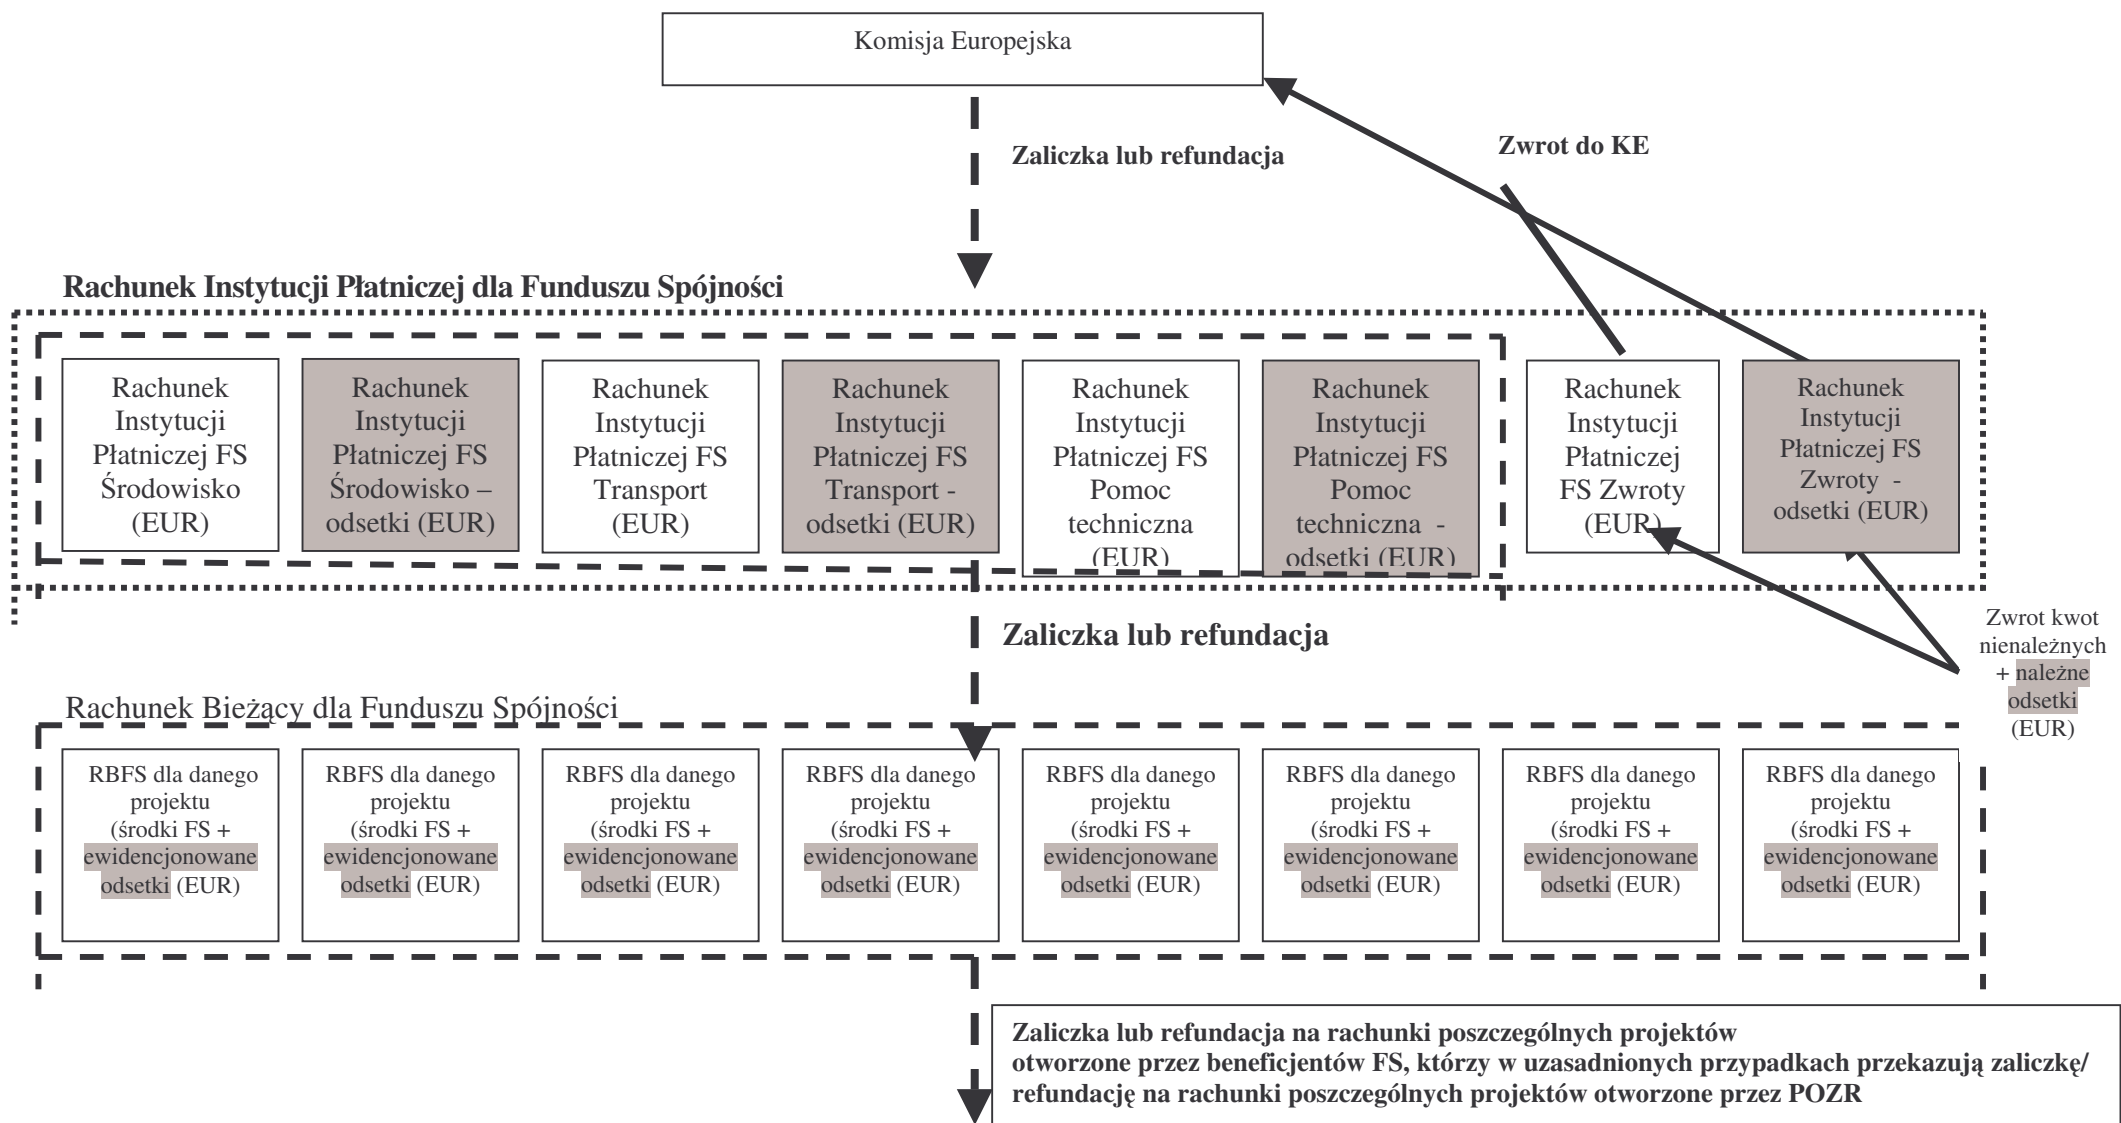 Komisja Europejska
Zaliczka lub refundacja
Zwrot do KE
Rachunek Instytucji Płatniczej dla Funduszu Spójności
Rachunek
Instytucji
Płatniczej FS
Środowisko
(EUR)
Rachunek
Instytucji
Płatniczej FS
Środowisko –
odsetki (EUR)
Rachunek
Instytucji
Płatniczej FS
Transport
(EUR)
Rachunek
Instytucji
Płatniczej FS
Transport -
odsetki (EUR)
Rachunek
Instytucji
Płatniczej FS
Pomoc
techniczna
(EUR)
Rachunek
Instytucji
Płatniczej FS
Pomoc
techniczna -
odsetki (EUR)
Rachunek
Instytucji
Płatniczej
FS Zwroty
(EUR)
Rachunek
Instytucji
Płatniczej FS
Zwroty -
odsetki (EUR)
Zaliczka lub refundacja
Zwrot kwot
nienależnych
+ należne
odsetki
(EUR)
Rachunek Bieżący dla Funduszu Spójności
RBFS dla danego
projektu
(środki FS +
ewidencjonowane
odsetki (EUR)
RBFS dla danego
projektu
(środki FS +
ewidencjonowane
odsetki (EUR)
RBFS dla danego
projektu
(środki FS +
ewidencjonowane
odsetki (EUR)
RBFS dla danego
projektu
(środki FS +
ewidencjonowane
odsetki (EUR)
RBFS dla danego
projektu
(środki FS +
ewidencjonowane
odsetki (EUR)
RBFS dla danego
projektu
(środki FS +
ewidencjonowane
odsetki (EUR)
RBFS dla danego
projektu
(środki FS +
ewidencjonowane
odsetki (EUR)
RBFS dla danego
projektu
(środki FS +
ewidencjonowane
odsetki (EUR)
Zaliczka lub refundacja na rachunki poszczególnych projektów
otworzone przez beneficjentów FS, którzy w uzasadnionych przypadkach przekazują zaliczkę/
refundację na rachunki poszczególnych projektów otworzone przez POZR